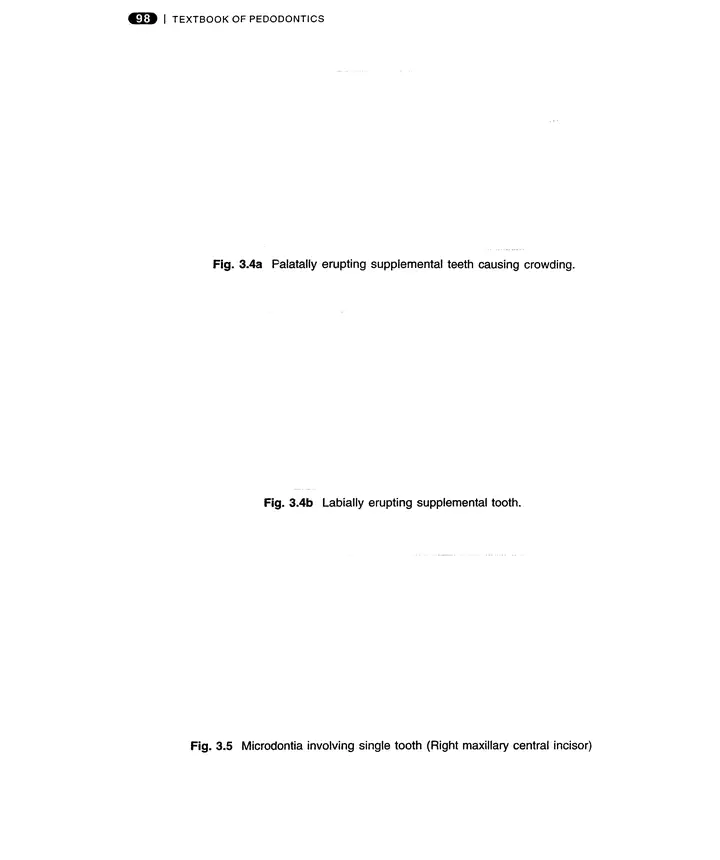 98 | TEXTBOOK OF PEDODONTICS
Fig. 3.4a Palatally erupting supplemental teeth causing crowding.
Fig. 3.4b Labially erupting supplemental tooth.
Fig. 3.5 Microdontia involving single tooth (Right maxillary central incisor)